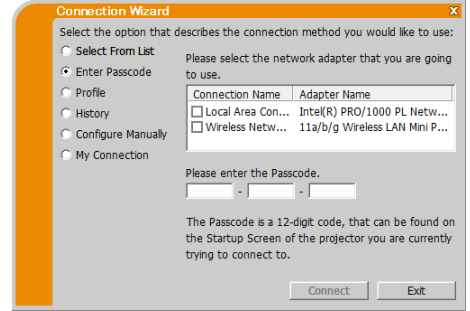 Connection Wizard
x
Select the option that describes the connection method you would like to use:
Select From List
Enter Passcode
Profile
History
Configure Manually
My Connection
Please select the network adapter that you are going
to use.
Connection Name Adapter Name
Local Area Con... Intel(R) PRO/1000 PL Netw...
Wireless Netw... 11a/b/g Wireless LAN Mini P...
Please enter the Passcode.
- -
The Passcode is a 12-digit code, that can be found on
the Startup Screen of the projector you are currently
trying to connect to.
Connect Exit